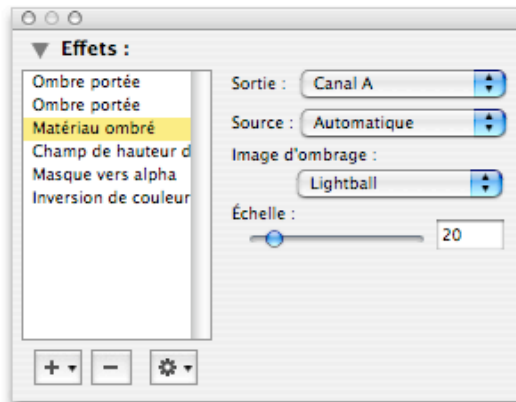 Effets :
Ombre portée
Ombre portée
Matériau ombré
Champ de hauteur d
Masque vers alpha
Inversion de couleur
Sortie : Canal A
Source : Automatique
Image d'ombrage :
Lightball
Échelle :
20